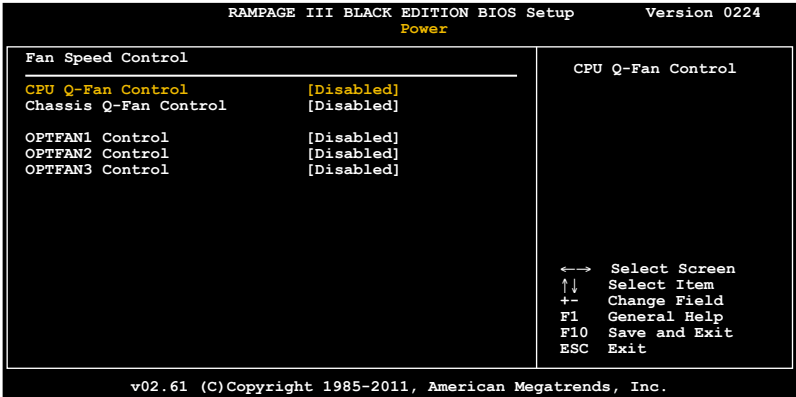 RAMPAGE III BLACK EDITION BIOS Setup Version 0224
Power
Fan Speed Control
CPU Q-Fan Control [Disabled]
Chassis Q-Fan Control [Disabled]
OPTFAN1 Control [Disabled]
OPTFAN2 Control [Disabled]
OPTFAN3 Control [Disabled]
CPU Q-Fan Control
←→ Select Screen
↑↓ Select Item
+- Change Field
F1 General Help
F10 Save and Exit
ESC Exit
v02.61 (C)Copyright 1985-2011, American Megatrends, Inc.